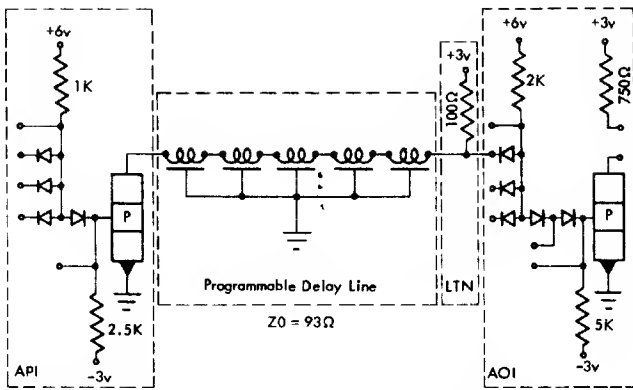 +6v
1K
P
2.5K
-3v
API
Programmable Delay Line
Z0 = 93Ω
+3v
100Ω
LTN
+6v
2K
+3v
750Ω
P
5K
-3v
AOI